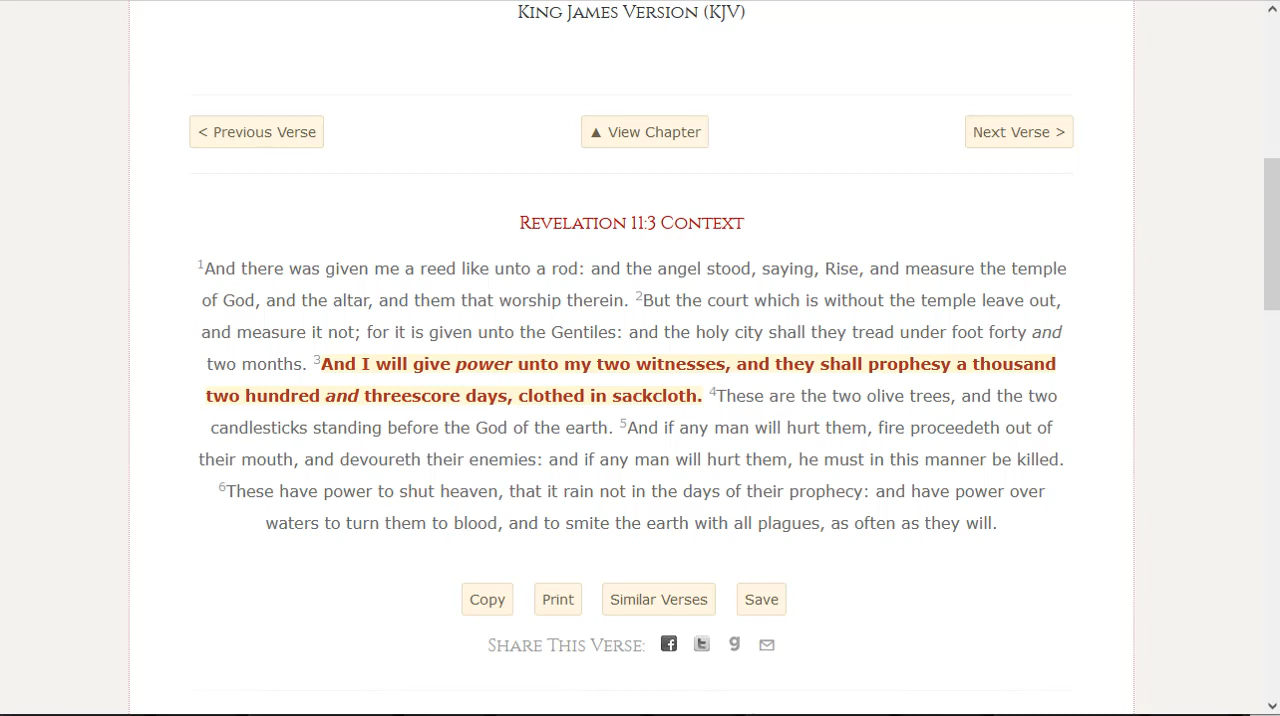 King James Version (KJV)
< Previous Verse
▲ View Chapter
Next Verse >
Revelation 11:3 Context
1And there was given me a reed like unto a rod: and the angel stood, saying, Rise, and measure the temple
of God, and the altar, and them that worship therein. 2But the court which is without the temple leave out,
and measure it not; for it is given unto the Gentiles: and the holy city shall they tread under foot forty and
two months. 3And I will give power unto my two witnesses, and they shall prophesy a thousand
two hundred and threescore days, clothed in sackcloth. 4These are the two olive trees, and the two
candlesticks standing before the God of the earth. 5And if any man will hurt them, fire proceedeth out of
their mouth, and devoureth their enemies: and if any man will hurt them, he must in this manner be killed.
6These have power to shut heaven, that it rain not in the days of their prophecy: and have power over
waters to turn them to blood, and to smite the earth with all plagues, as often as they will.
Copy
Print
Similar Verses
Save
Share This Verse: